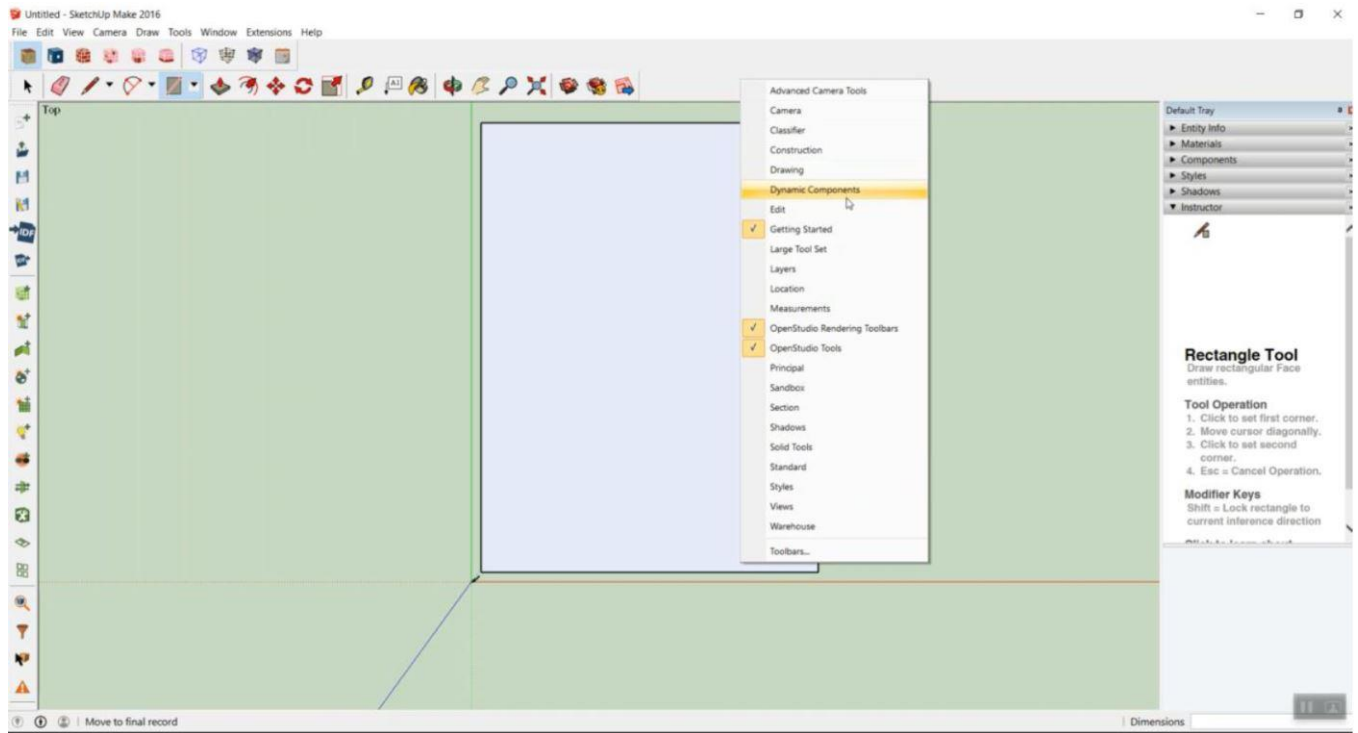 Untitled - SketchUp Make 2016
File Edit View Camera Draw Tools Window Extensions Help
A1
Top
IDF
Advanced Camera Tools
Camera
Classifier
Construction
Drawing
Dynamic Components
Edit
Getting Started
Large Tool Set
Layers
Location
Measurements
OpenStudio Rendering Toolbars
OpenStudio Tools
Principal
Sandbox
Section
Shadows
Solid Tools
Standard
Styles
Views
Warehouse
Toolbars...
Default Tray
Entity Info
Materials
Components
Styles
Shadows
Instructor
Rectangle Tool
Draw rectangular Face
entities.
Tool Operation
1. Click to set first corner.
2. Move cursor diagonally.
3. Click to set second
corner.
4. Esc = Cancel Operation.
Modifier Keys
Shift = Lock rectangle to
current inference direction
Move to final record
Dimensions